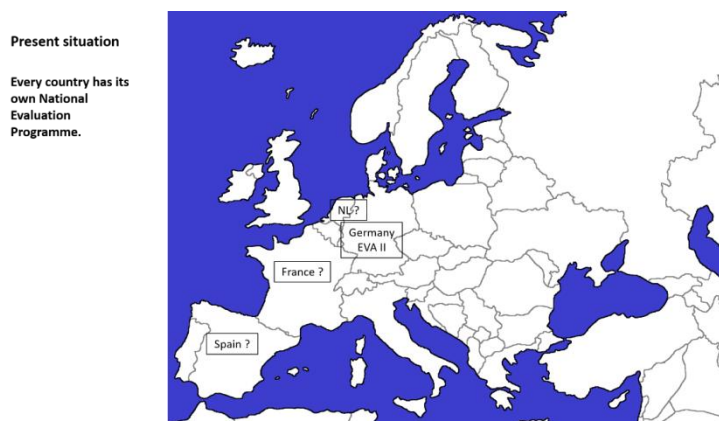 Present situation
Every country has its
own National
Evaluation
Programme.
NL ?
Germany
EVA II
France ?
Spain ?